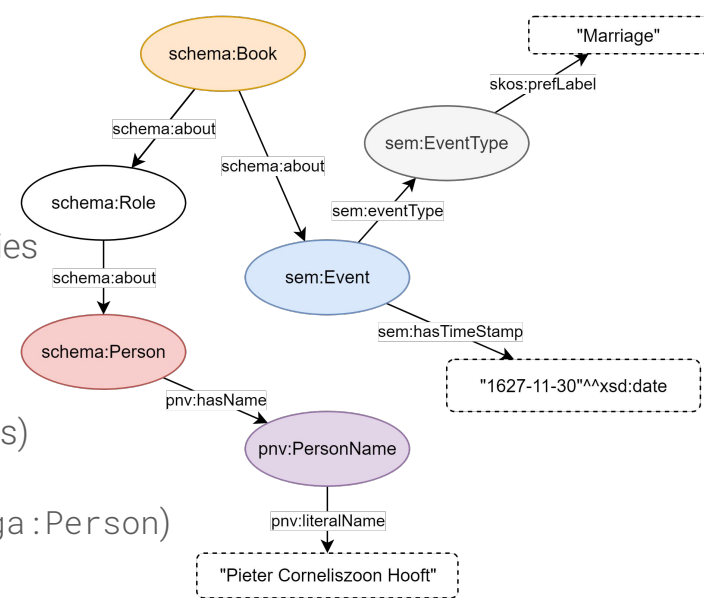 "Marriage"
schema:Book
skos:prefLabel
schema:about
sem:EventType
schema:about
schema:Role
sem:eventType
schema:about
sem:Event
sem:hasTimeStamp
schema:Person
"1627-11-30"^^xsd:date
pnv:hasName
s)
pnv:PersonName
pnv:literalName
ga:Person)
"Pieter Corneliszoon Hooft"